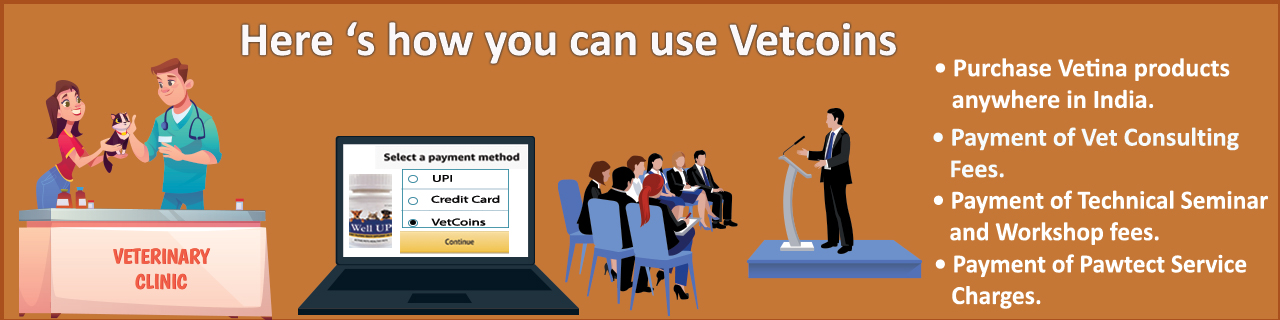 Here ‘s how you can use Vetcoins
• Purchase Vetina products
anywhere in India.
• Payment of Vet Consulting
Fees.
• Payment of Technical Seminar
and Workshop fees.
• Payment of Pawtect Service
Charges.
VETERINARY
CLINIC
Select a payment method
UPI
Credit Card
VetCoins
Continue
Well UP